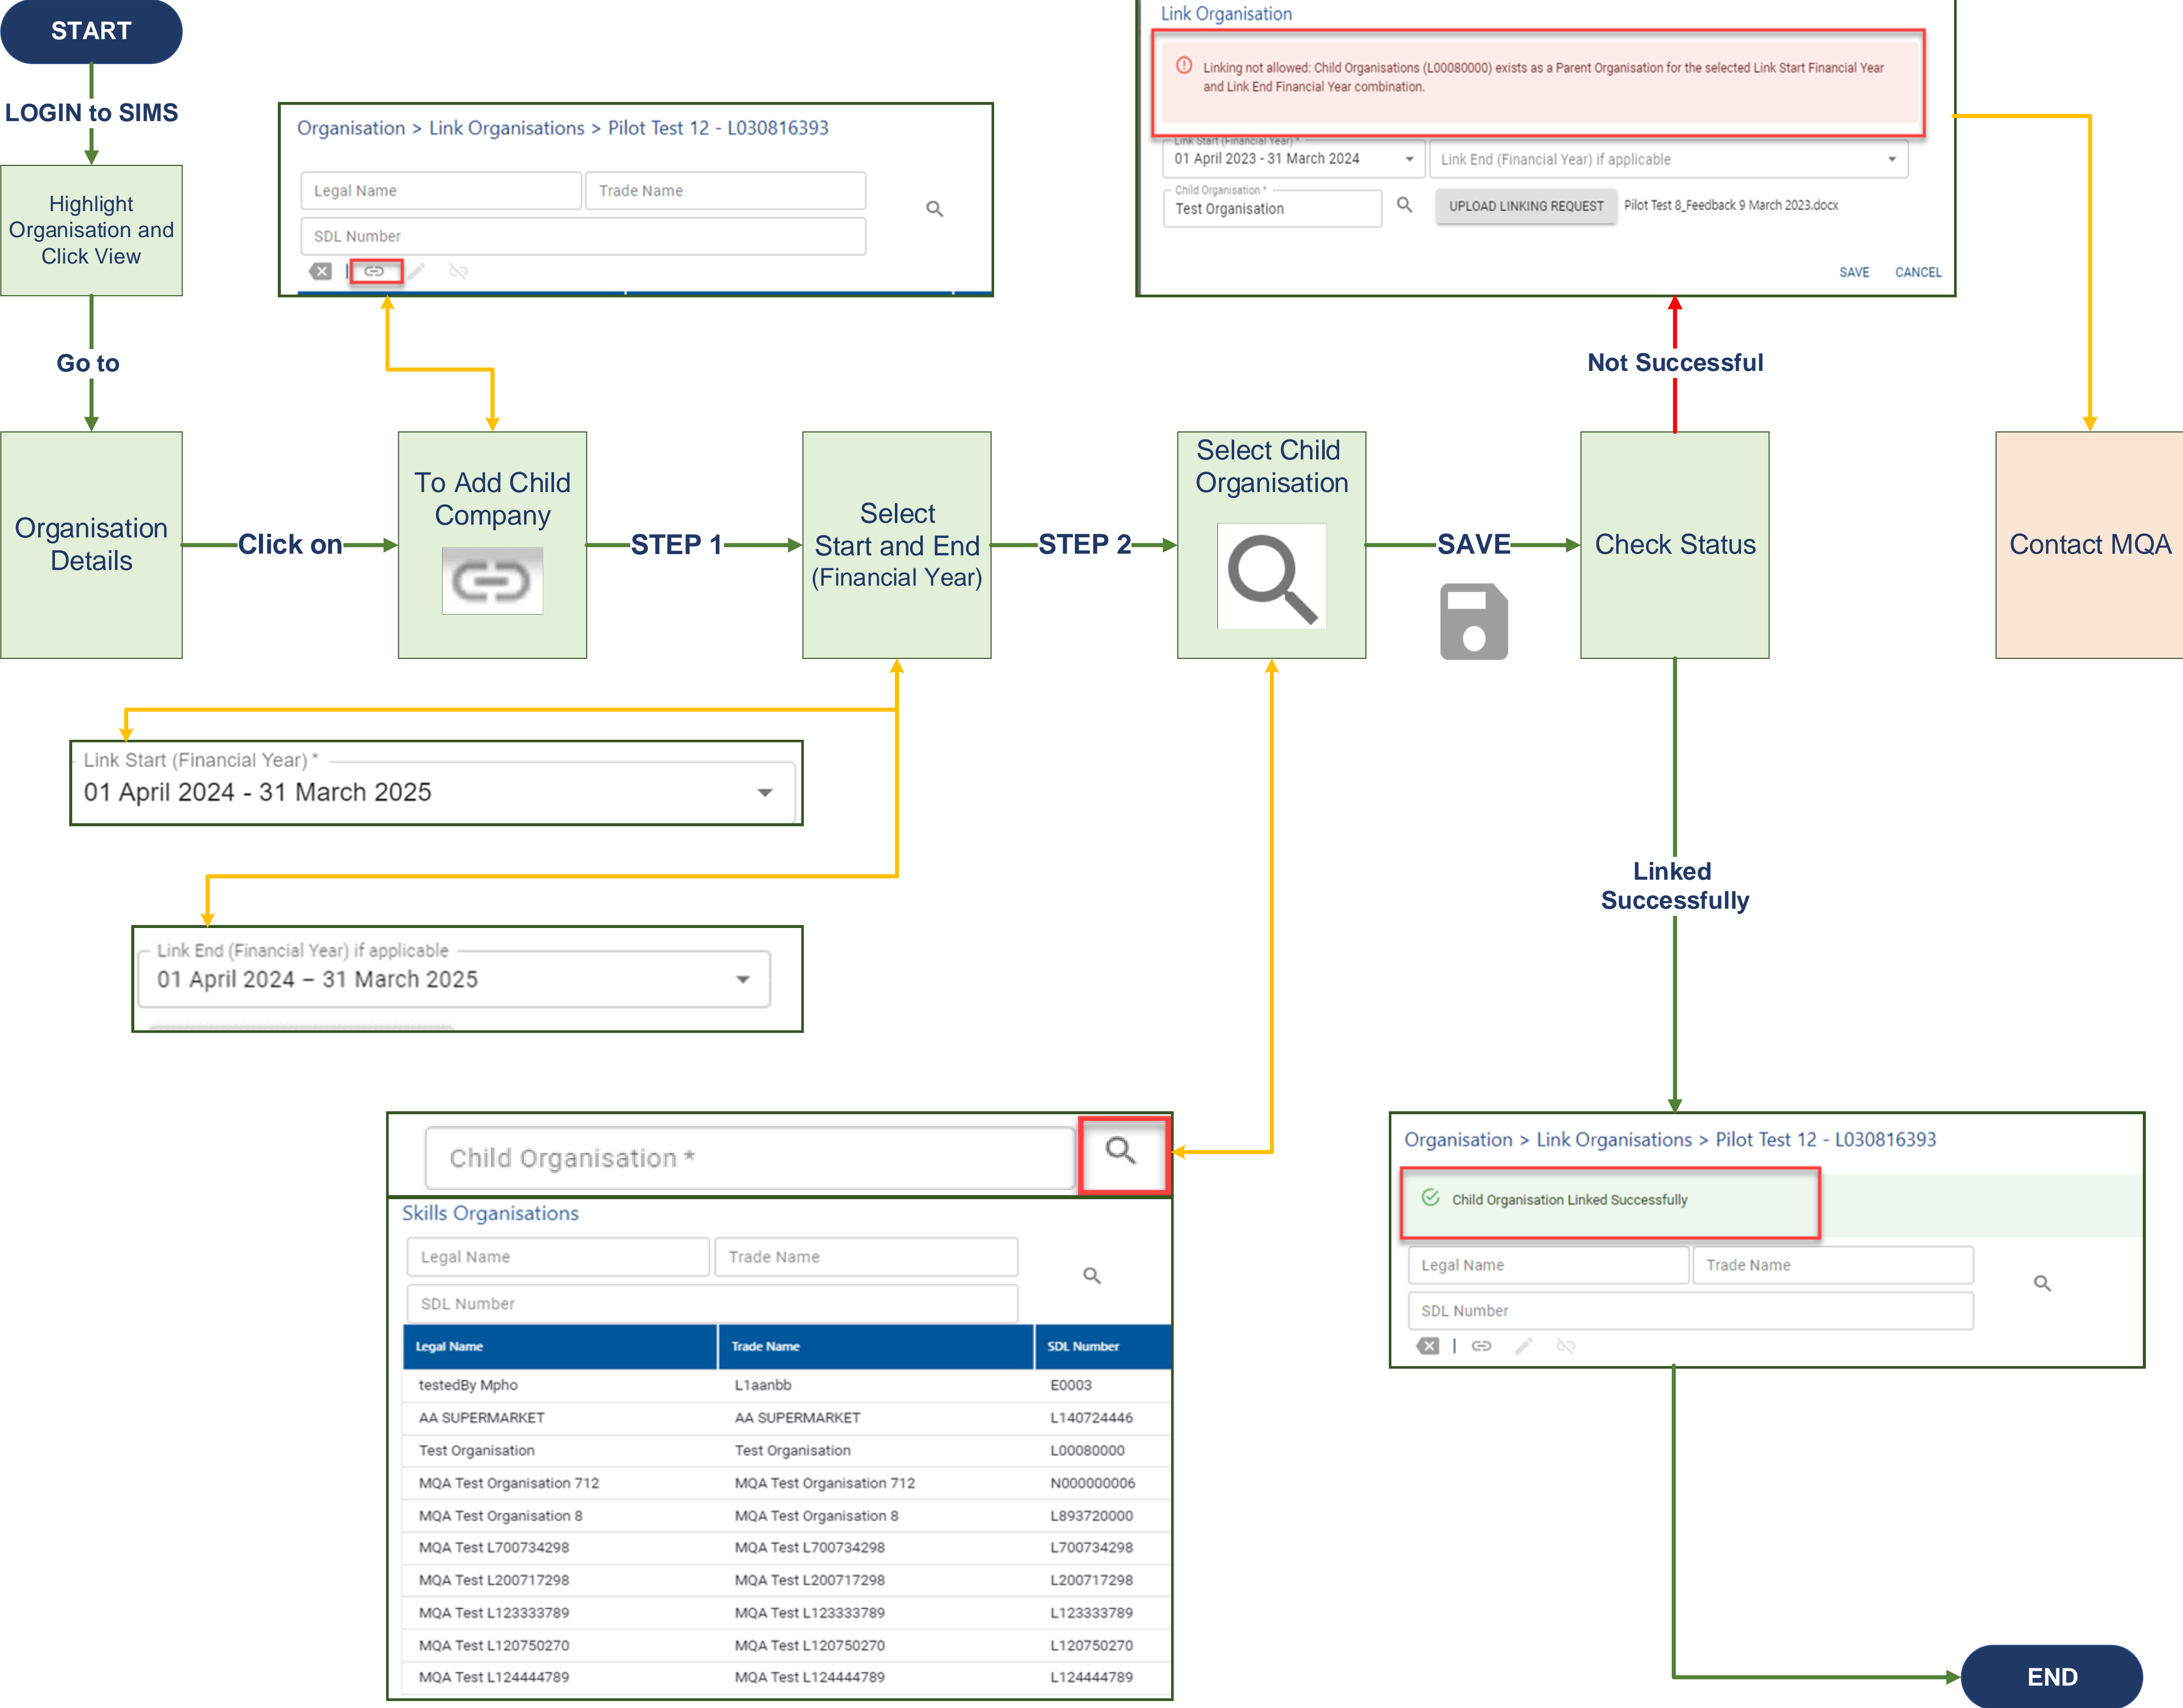 START
LOGIN to SIMS
Highlight
Organisation and
Click View
Go to
Organisation
Details
Click on
Organisation > Link Organisations > Pilot Test 12 - L030816393
Legal Name
Trade Name
SDL Number
To Add Child
Company
STEP 1
Select
Start and End
(Financial Year)
Link Start (Financial Year) *
01 April 2024 - 31 March 2025
Link End (Financial Year) if applicable
01 April 2024 – 31 March 2025
STEP 2
Select Child
Organisation
Child Organisation *
Skills Organisations
Legal Name
Trade Name
SDL Number
Legal Name Trade Name SDL Number
testedBy Mpho L1aanbb E0003
AA SUPERMARKET AA SUPERMARKET L140724446
Test Organisation Test Organisation L00080000
MQA Test Organisation 712 MQA Test Organisation 712 N000000006
MQA Test Organisation 8 MQA Test Organisation 8 L893720000
MQA Test L700734298 MQA Test L700734298 L700734298
MQA Test L200717298 MQA Test L200717298 L200717298
MQA Test L123333789 MQA Test L123333789 L123333789
MQA Test L120750270 MQA Test L120750270 L120750270
MQA Test L124444789 MQA Test L124444789 L124444789
SAVE
Check Status
Not Successful
Link Organisation
Linking not allowed: Child Organisations (L00080000) exists as a Parent Organisation for the selected Link Start Financial Year
and Link End Financial Year combination.
Link Start (Financial Year) *
01 April 2023 - 31 March 2024
Link End (Financial Year) if applicable
Child Organisation *
Test Organisation
UPLOAD LINKING REQUEST
Pilot Test 8_Feedback 9 March 2023.docx
SAVE CANCEL
Contact MQA
Linked
Successfully
Organisation > Link Organisations > Pilot Test 12 - L030816393
Child Organisation Linked Successfully
Legal Name
Trade Name
SDL Number
END